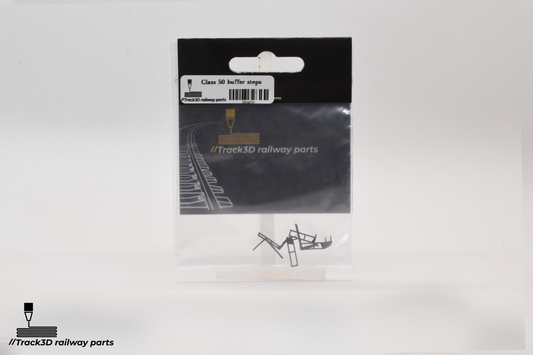 Class 50 buffer steps
//Track3D railway parts
//Track3D railway parts
//Track3D railway parts